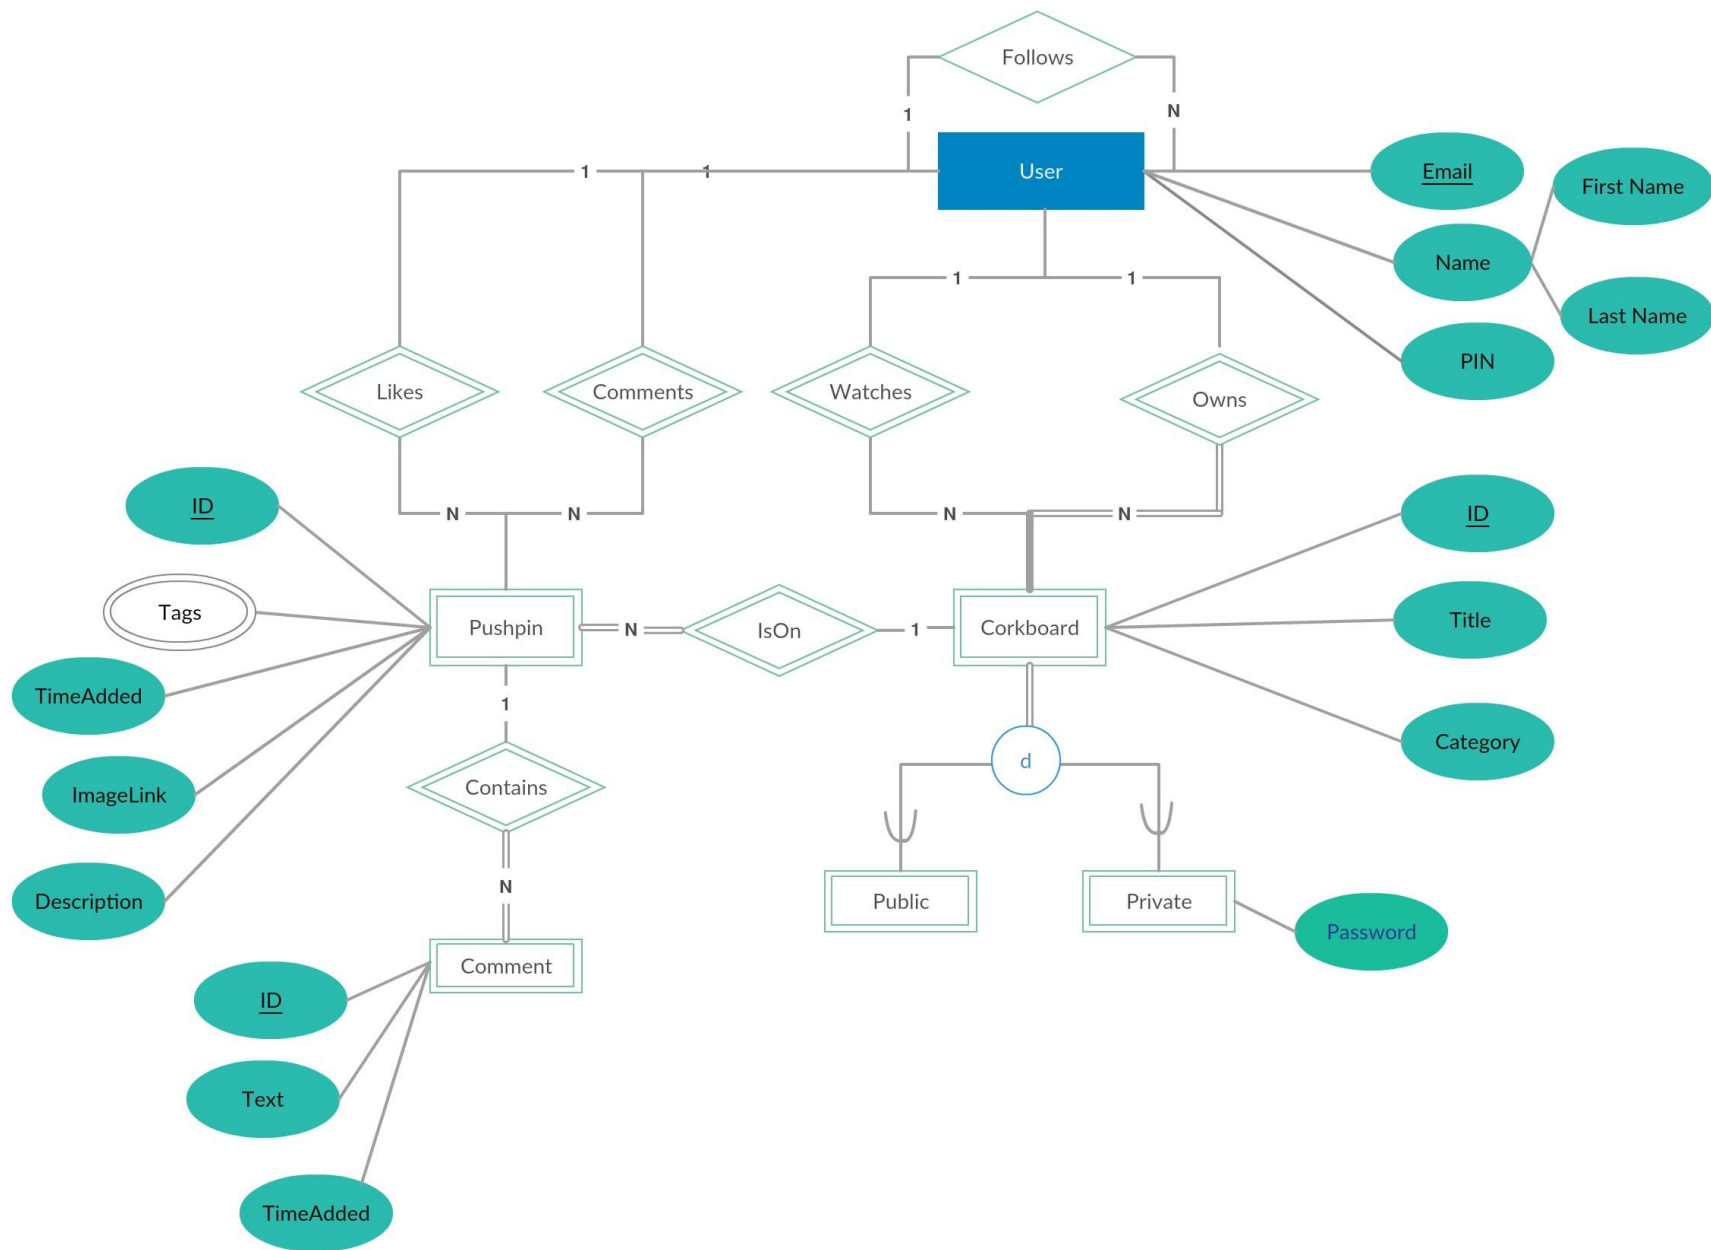 Follows
1
N
User
1
1
Email
First Name
Name
Last Name
1
1
PIN
Likes
Comments
Watches
Owns
ID
N
N
N
N
ID
Tags
Pushpin
N
IsOn
1
Corkboard
Title
TimeAdded
1
Category
d
ImageLink
Contains
N
Description
Public
Private
Password
Comment
ID
Text
TimeAdded